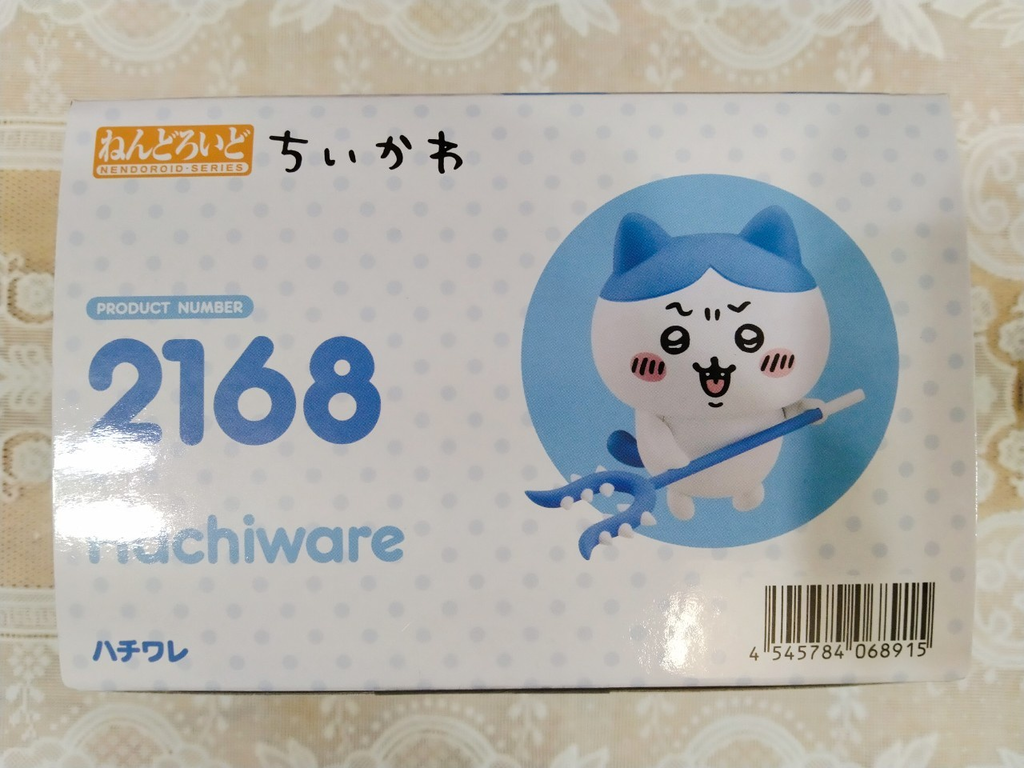 ねんどろいど
NENDOROID-SERIES
ちいかわ
PRODUCT NUMBER
2168
Hachiware
ハチワレ
4 545784 068915